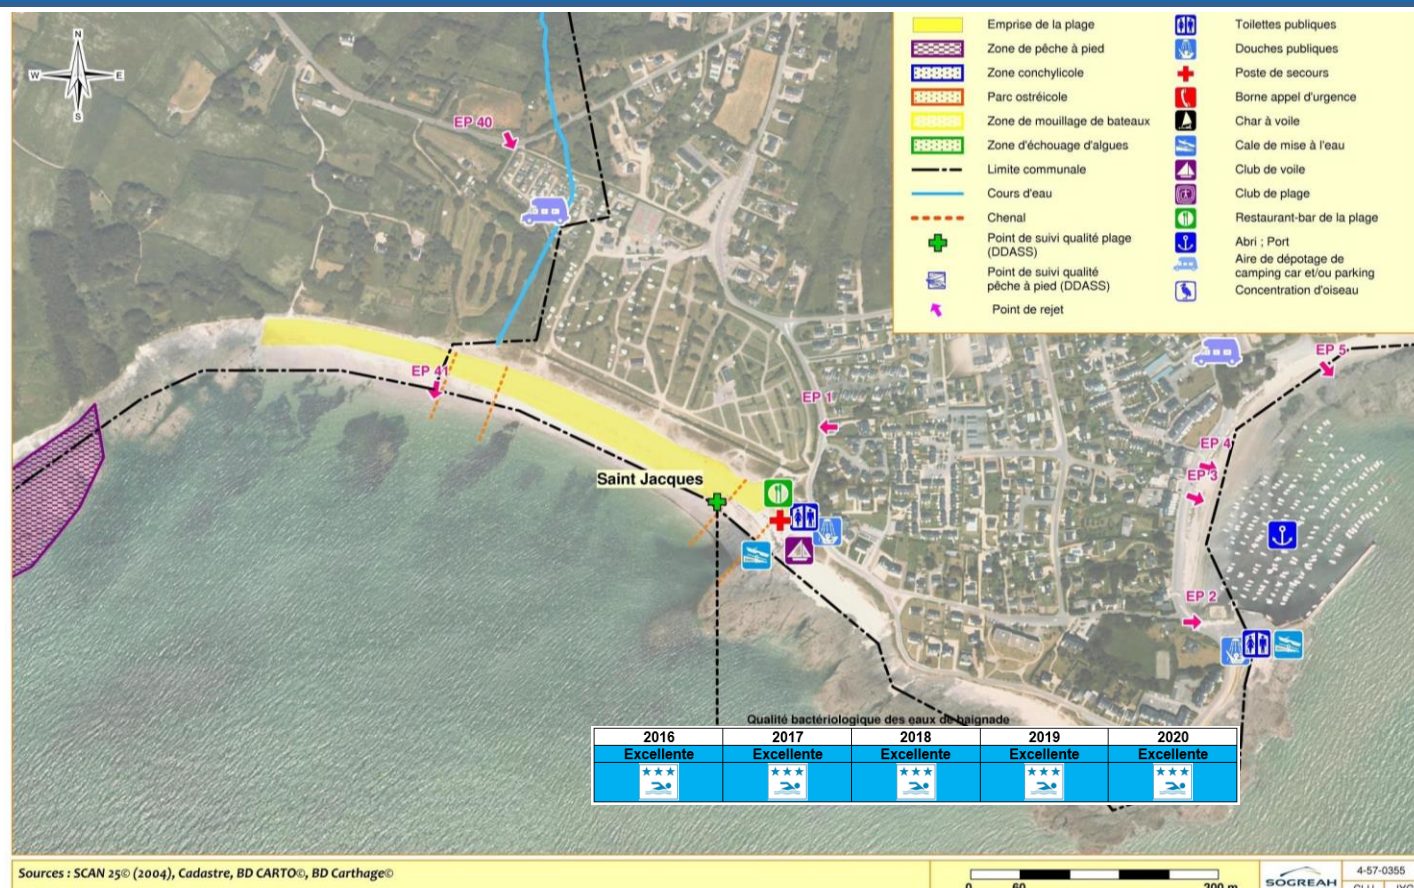 N
W
E
S
Emprise de la plage
Zone de pêche à pied
Zone conchylicole
Parc ostréicole
Zone de mouillage de bateaux
Zone d'échouage d'algues
Limite communale
Cours d'eau
Chenal
Point de suivi qualité plage
(DDASS)
Point de suivi qualité
pêche à pied (DDASS)
Point de rejet
Toilettes publiques
Douches publiques
Poste de secours
Borne appel d'urgence
Char à voile
Cale de mise à l'eau
Club de voile
Club de plage
Restaurant-bar de la plage
Abri ; Port
Aire de dépotage de
camping car et/ou parking
Concentration d'oiseau
EP 40
EP 41
EP 1
EP 5
EP 4
EP 3
EP 2
Saint Jacques
Qualité bactériologique des eaux de baignade
2016 2017 2018 2019 2020
Excellente Excellente Excellente Excellente Excellente
Sources : SCAN 25© (2004), Cadastre, BD CARTO©, BD Carthage©
0 60 300 m
SOGREAH
4-57-0355